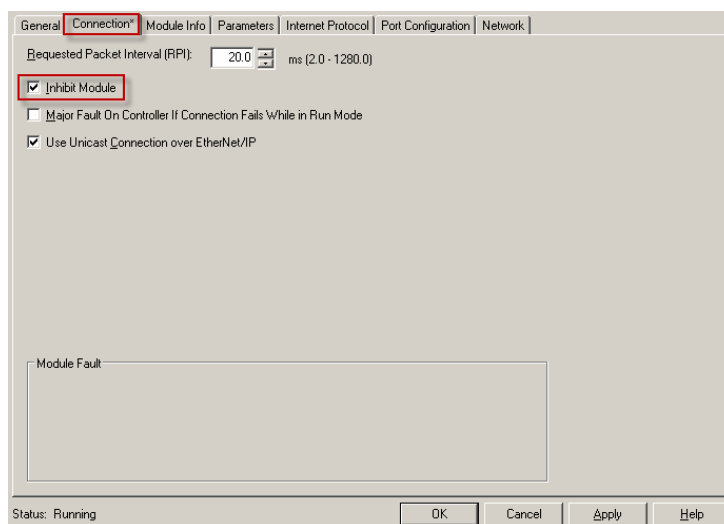 General Connection* Module Info Parameters Internet Protocol Port Configuration Network
Requested Packet Interval (RPI): 20.0 ms (2.0 - 1280.0)
Inhibit Module
Major Fault On Controller If Connection Fails While in Run Mode
Use Unicast Connection over EtherNet/IP
Module Fault
Status: Running OK Cancel Apply Help